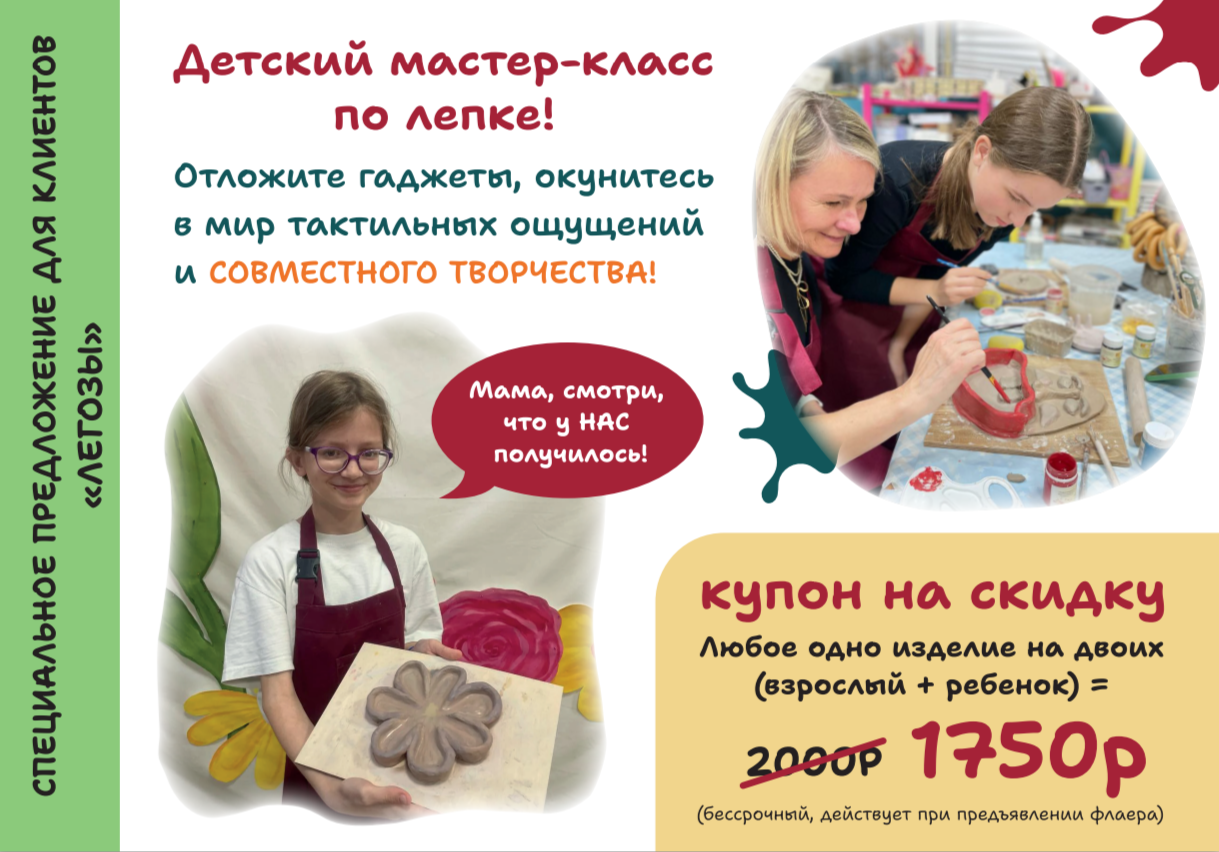 СПЕЦИАЛЬНОЕ ПРЕДЛОЖЕНИЕ ДЛЯ КЛИЕНТОВ
«ЛЕГОЗЫ»
Детский мастер-класс
по лепке!
Отложите гаджеты, окунитесь
в мир тактильных ощущений
и СОВМЕСТНОГО ТВОРЧЕСТВА!
Мама, смотри,
что у НАС
получилось!
купон на скидку
Любое одно изделие на двоих
(взрослый + ребенок) =
2000Р 1750р
(бессрочный, действует при предъявлении флаера)